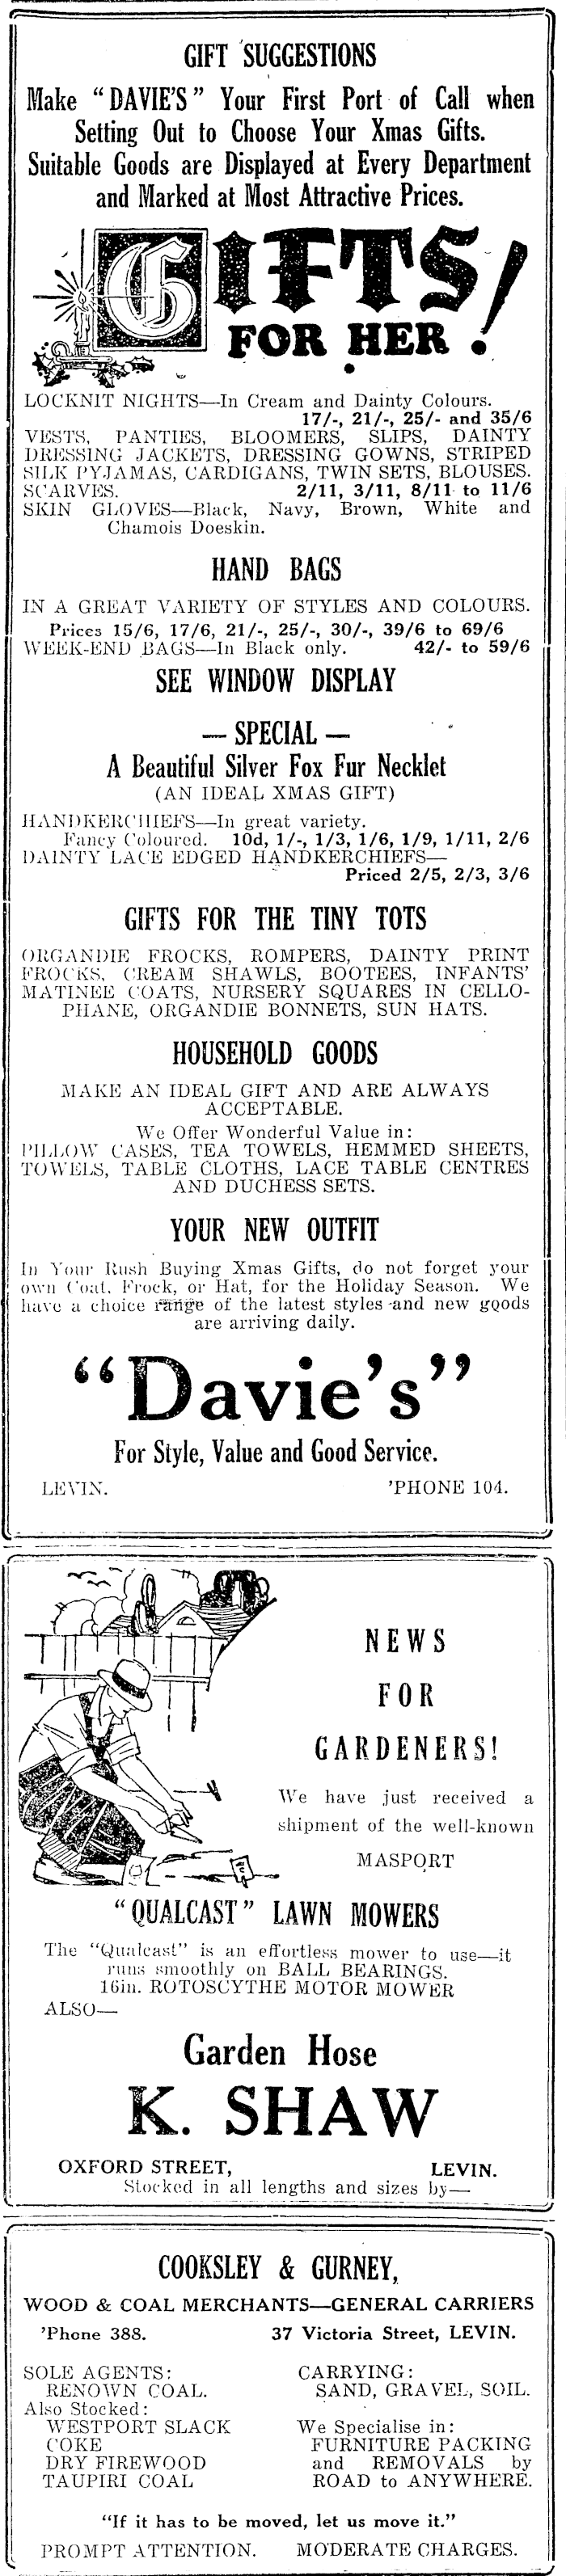 GIFT SUGGESTIONS
Make "DAVIE'S" Your First Port of Call when
Setting Out to Choose Your Xmas Gifts.
Suitable Goods are Displayed at Every Department
and Marked at Most Attractive Prices.
GIFTS!
FOR HER
LOCKNIT NIGHTS—In Cream and Dainty Colours.
17/-, 21/-, 25/- and 35/6
VESTS, PANTIES, BLOOMERS, SLIPS, DAINTY
DRESSING JACKETS, DRESSING GOWNS, STRIPED
SILK PYJAMAS, CARDIGANS, TWIN SETS, BLOUSES.
SCARVES. 2/11, 3/11, 8/11 to 11/6
SKIN GLOVES—Black, Navy, Brown, White and
Chamois Doeskin.
HAND BAGS
IN A GREAT VARIETY OF STYLES AND COLOURS.
Prices 15/6, 17/6, 21/-, 25/-, 30/-, 39/6 to 69/6
WEEK-END BAGS—In Black only. 42/- to 59/6
SEE WINDOW DISPLAY
— SPECIAL —
A Beautiful Silver Fox Fur Necklet
(AN IDEAL XMAS GIFT)
HANDKERCHIEFS—In great variety.
Fancy Coloured. 10d, 1/-, 1/3, 1/6, 1/9, 1/11, 2/6
DAINTY LACE EDGED HANDKERCHIEFS—
Priced 2/5, 2/3, 3/6
GIFTS FOR THE TINY TOTS
ORGANDIE FROCKS, ROMPERS, DAINTY PRINT
FROCKS, CREAM SHAWLS, BOOTEES, INFANTS'
MATINEE COATS, NURSERY SQUARES IN CELLO-
PHANE, ORGANDIE BONNETS, SUN HATS.
HOUSEHOLD GOODS
MAKE AN IDEAL GIFT AND ARE ALWAYS
ACCEPTABLE.
We Offer Wonderful Value in:
PILLOW CASES, TEA TOWELS, HEMMED SHEETS,
TOWELS, TABLE CLOTHS, LACE TABLE CENTRES
AND DUCHESS SETS.
YOUR NEW OUTFIT
In Your Rush Buying Xmas Gifts, do not forget your
own Coat, Frock, or Hat, for the Holiday Season. We
have a choice range of the latest styles and new goods
are arriving daily.
"Davie's"
For Style, Value and Good Service.
LEVIN. 'PHONE 104.
NEWS
FOR
GARDENERS!
We have just received a
shipment of the well-known
MASPORT
"QUALCAST" LAWN MOWERS
The "Qualcast" is an effortless mower to use—it
runs smoothly on BALL BEARINGS.
16in. ROTOSCYTHE MOTOR MOWER
ALSO—
Garden Hose
K. SHAW
OXFORD STREET, LEVIN.
Stocked in all lengths and sizes by—
COOKSLEY & GURNEY,
WOOD & COAL MERCHANTS—GENERAL CARRIERS
'Phone 388. 37 Victoria Street, LEVIN.
SOLE AGENTS:
RENOWN COAL.
Also Stocked:
WESTPORT SLACK
COKE
DRY FIREWOOD
TAUPIRI COAL
CARRYING:
SAND, GRAVEL, SOIL.
We Specialise in:
FURNITURE PACKING
and REMOVALS by
ROAD to ANYWHERE.
"If it has to be moved, let us move it."
PROMPT ATTENTION. MODERATE CHARGES.